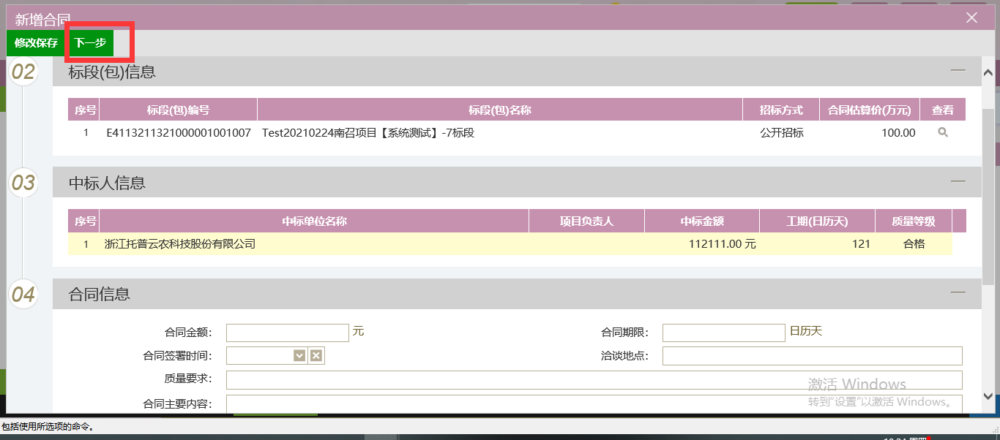 新增合同
修改保存 下一步
02 标段(包)信息
序号 标段(包)编号 标段(包)名称 招标方式 合同估算价(万元) 查看
1 E4113211321000001001007 Test20210224南召项目【系统测试】-7标段 公开招标 100.00
03 中标人信息
序号 中标单位名称 项目负责人 中标金额 工期(日历天) 质量等级
1 浙江托普云农科技股份有限公司 112111.00 元 121 合格
04 合同信息
合同金额： 元 合同期限： 日历天
合同签署时间： 洽谈地点：
质量要求：
合同主要内容：
激活 Windows
转到"设置"以激活 Windows。
包括使用所选项的命令。